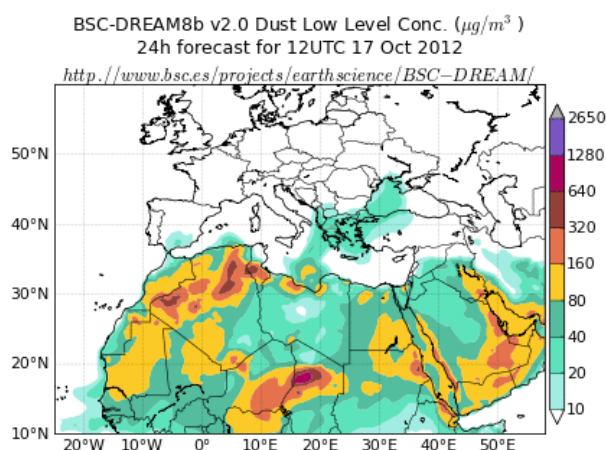 BSC-DREAM8b v2.0 Dust Low Level Conc. (μg/m³ )
24h forecast for 12UTC 17 Oct 2012
http://www.bsc.es/projects/earthscience/BSC−DREAM/
2650
1280
640
320
160
80
40
20
10
50°N
40°N
30°N
20°N
10°N
20°W 10°W 0° 10°E 20°E 30°E 40°E 50°E